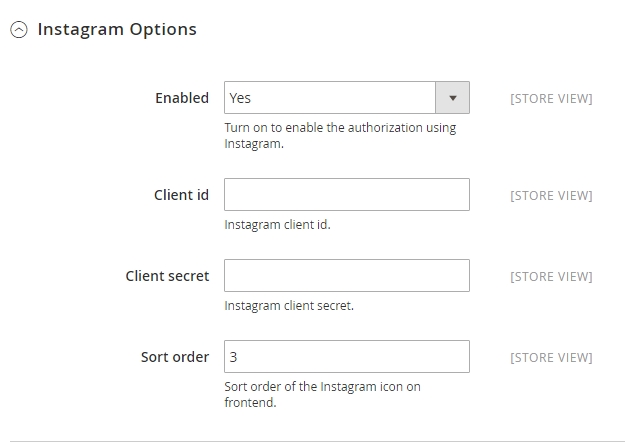 Instagram Options
Enabled Yes [STORE VIEW]
Turn on to enable the authorization using
Instagram.
Client id [STORE VIEW]
Instagram client id.
Client secret [STORE VIEW]
Instagram client secret.
Sort order 3 [STORE VIEW]
Sort order of the Instagram icon on
frontend.